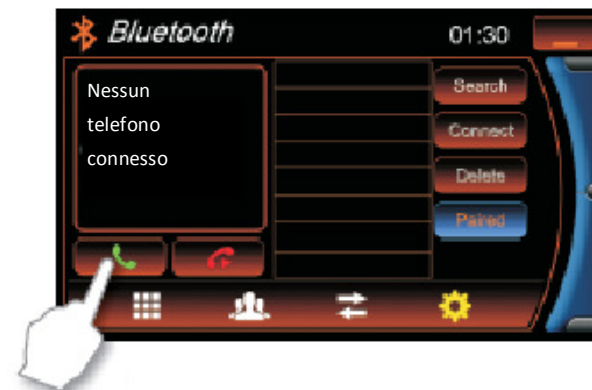 Bluetooth
01:30
Nessun
telefono
connesso
Search
Connect
Delete
Paired